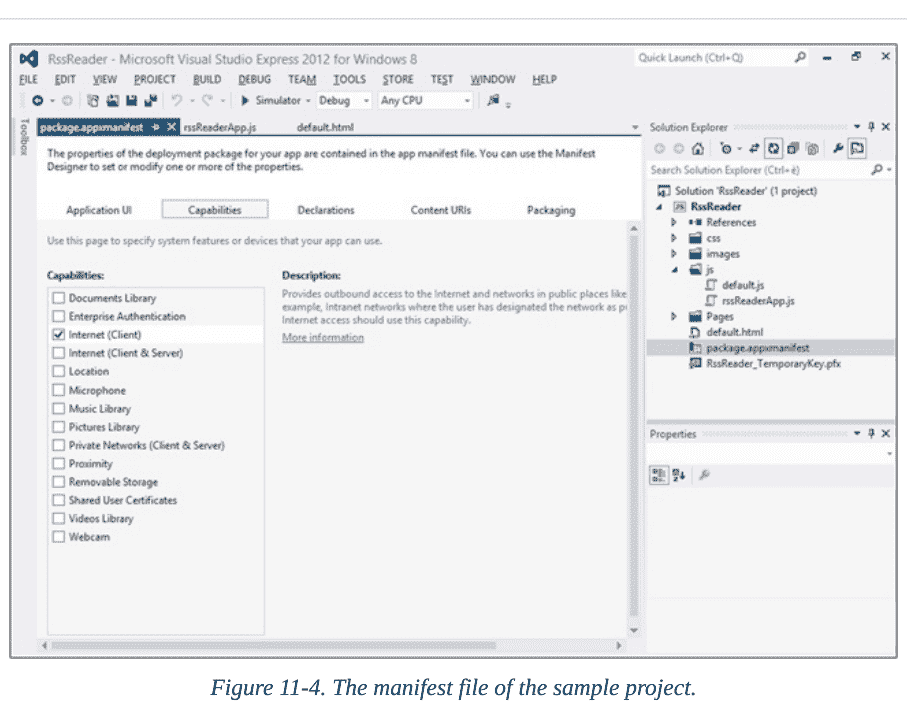 RssReader - Microsoft Visual Studio Express 2012 for Windows 8
Quick Launch (Ctrl+Q)
FILE EDIT VIEW PROJECT BUILD DEBUG TEAM TOOLS STORE TEST WINDOW HELP
Simulator Debug Any CPU
Toolbox
package.appxmanifest rssReaderApp.js default.html
The properties of the deployment package for your app are contained in the app manifest file. You can use the Manifest
Designer to set or modify one or more of the properties.
Application UI Capabilities Declarations Content URIs Packaging
Use this page to specify system features or devices that your app can use.
Capabilities:
Documents Library
Enterprise Authentication
Internet (Client)
Internet (Client & Server)
Location
Microphone
Music Library
Pictures Library
Private Networks (Client & Server)
Proximity
Removable Storage
Shared User Certificates
Videos Library
Webcam
Description:
Provides outbound access to the Internet and networks in public places like
example, Intranet networks where the user has designated the network as
Internet access should use this capability.
More information
Solution Explorer
Search Solution Explorer (Ctrl+è)
Solution 'RssReader' (1 project)
RssReader
References
css
images
js
default.js
rssReaderApp.js
Pages
default.html
package.appxmanifest
RssReader_TemporaryKey.pfx
Properties
Figure 11-4. The manifest file of the sample project.